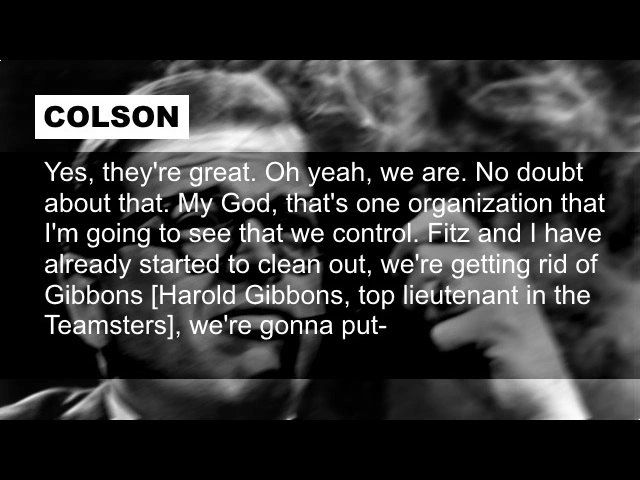 COLSON
Yes, they're great. Oh yeah, we are. No doubt
about that. My God, that's one organization that
I'm going to see that we control. Fitz and I have
already started to clean out, we're getting rid of
Gibbons [Harold Gibbons, top lieutenant in the
Teamsters], we're gonna put-